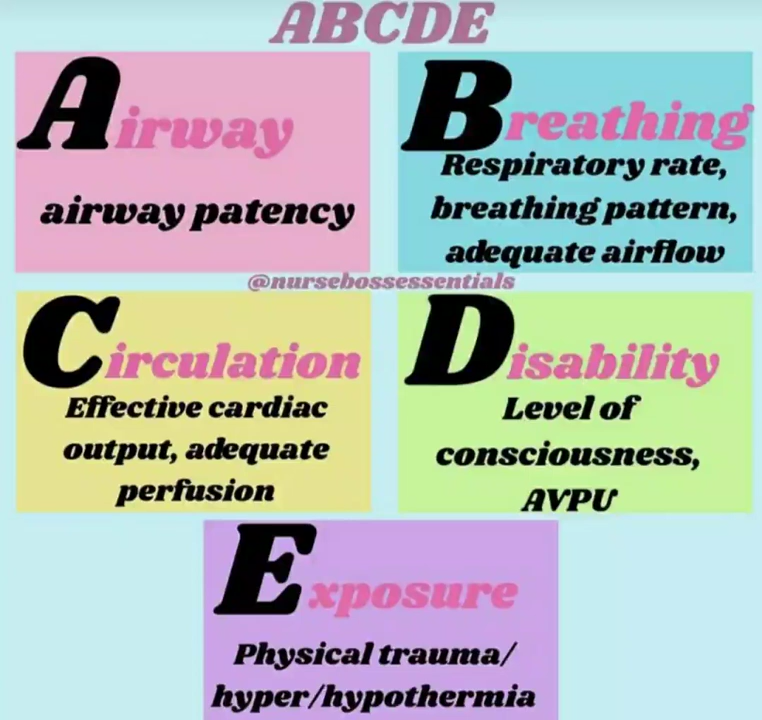 ABCDE
Airway
airway patency
Breathing
Respiratory rate,
breathing pattern,
adequate airflow
@nursebossessentials
Circulation
Effective cardiac
output, adequate
perfusion
Disability
Level of
consciousness,
AVPU
Exposure
Physical trauma/
hyper/hypothermia